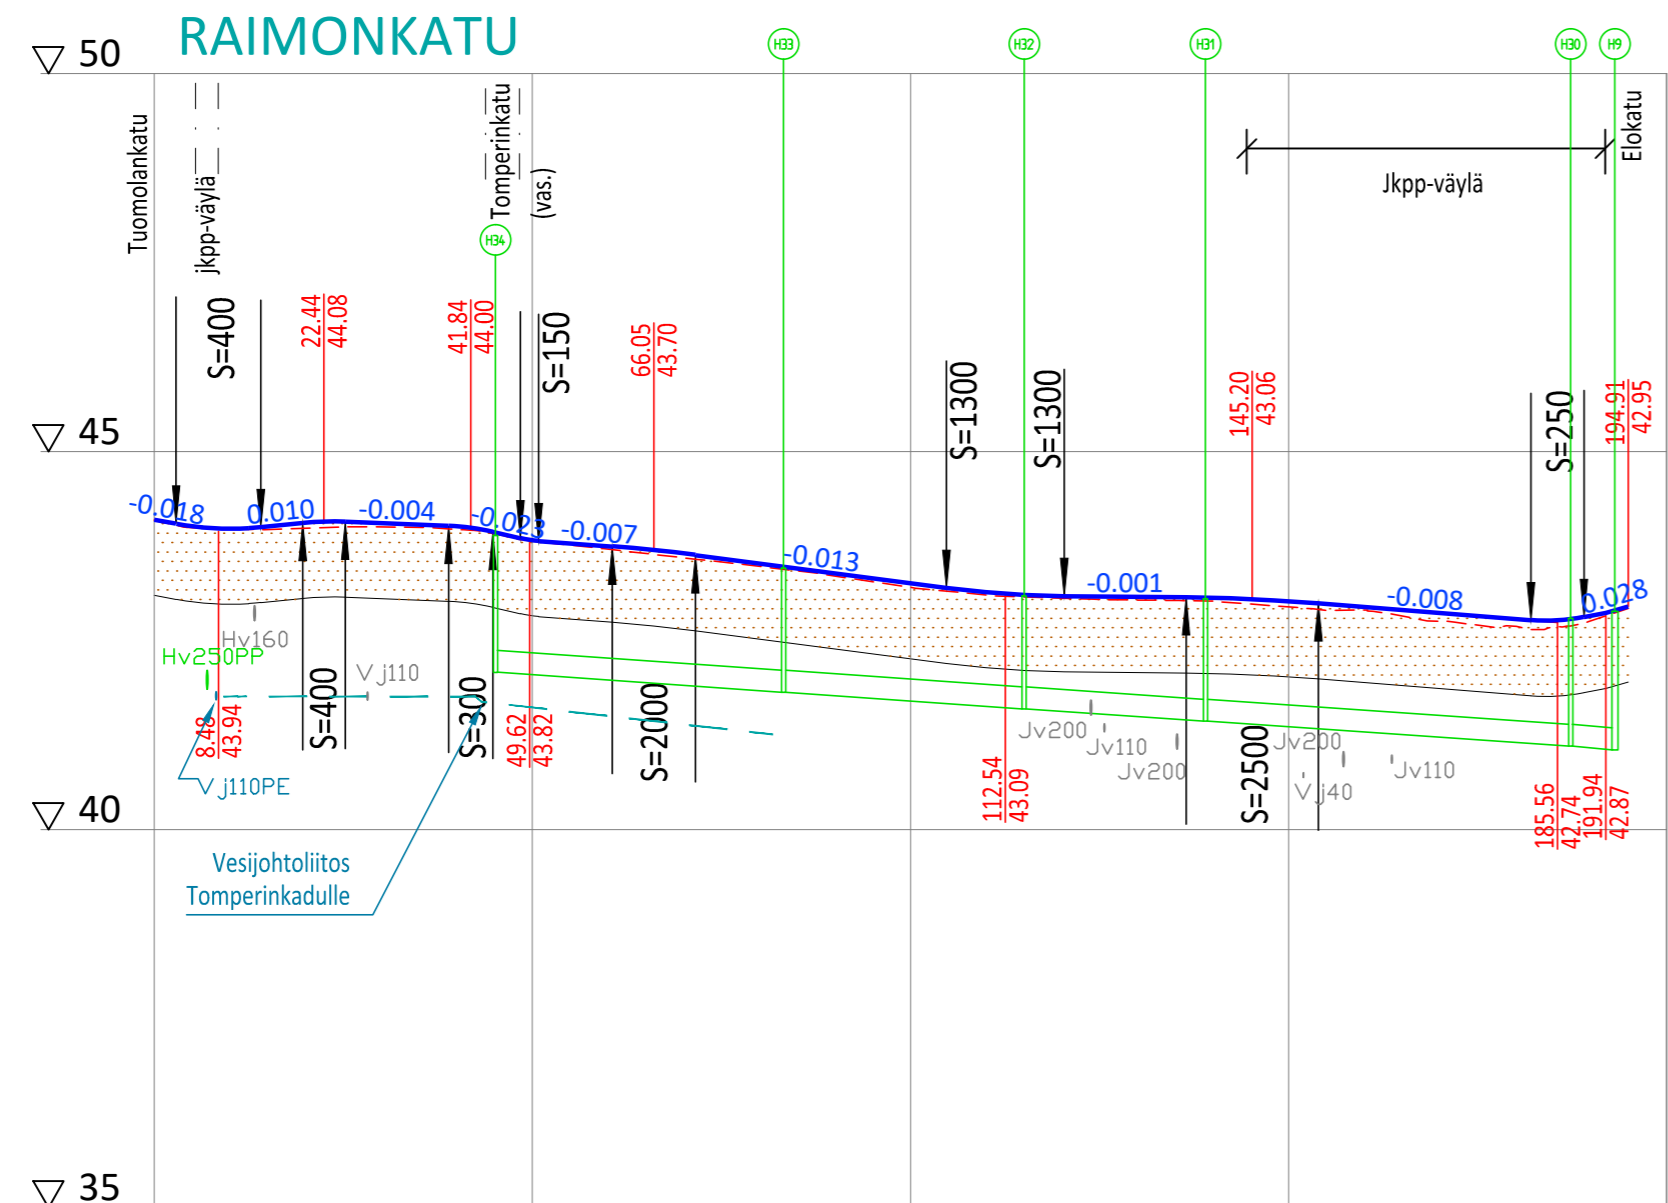 RAIMONKATU
50
H33
H32
H31
H30
H9
Tuomolankatu
jkpp-väylä
Tomperinkatu
(vas.)
H34
Jkpp-väylä
Elokatu
S=400
22.44
44.08
41.84
44.00
S=150
66.05
43.70
S=1300
S=1300
145.20
43.06
S=250
194.91
42.95
45
-0.018
0.010
-0.004
-0.023
-0.007
-0.013
-0.001
-0.008
0.028
Hv160
Hv250PP
Vj110
8.48
43.94
S=400
S=300
49.62
43.82
S=2000
Jv200
Jv110
Jv200
S=2500
Jv200
Jv110
Vj40
Vj110PE
112.54
43.09
185.56
42.74
191.94
42.87
40
Vesijohtoliitos
Tomperinkadulle
35